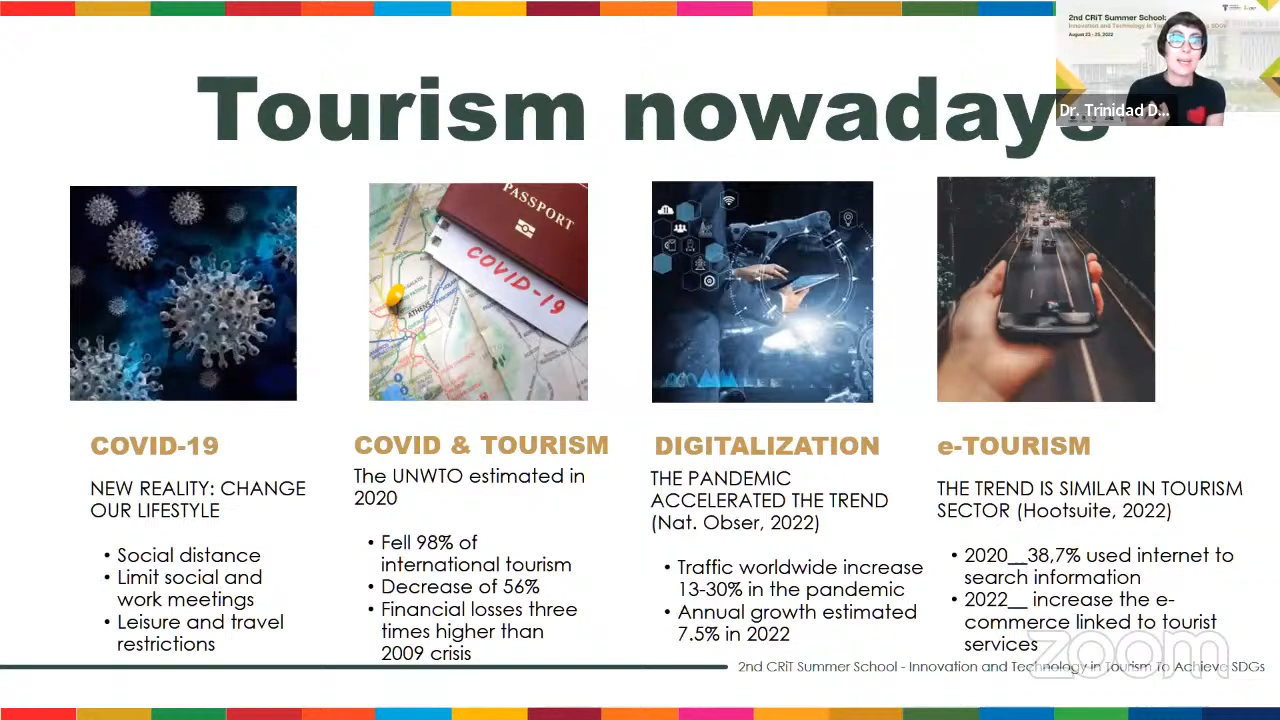 2nd CRiT Summer School:
August 23 - 25, 2022
Tourism nowadays
Dr. Trinidad D...
PASSPORT
COVID-19
ATHENS
COVID-19
NEW REALITY: CHANGE
OUR LIFESTYLE
• Social distance
• Limit social and
work meetings
• Leisure and travel
restrictions
COVID & TOURISM
The UNWTO estimated in
2020
• Fell 98% of
international tourism
• Decrease of 56%
• Financial losses three
times higher than
2009 crisis
DIGITALIZATION
THE PANDEMIC
ACCELERATED THE TREND
(Nat. Obser, 2022)
• Traffic worldwide increase
13-30% in the pandemic
• Annual growth estimated
7.5% in 2022
e-TOURISM
THE TREND IS SIMILAR IN TOURISM
SECTOR (Hootsuite, 2022)
• 2020__38,7% used internet to
search information
• 2022__ increase the e-
commerce linked to tourist
services
zoom
2nd CRiT Summer School - Innovation and Technology in Tourism To Achieve SDGs